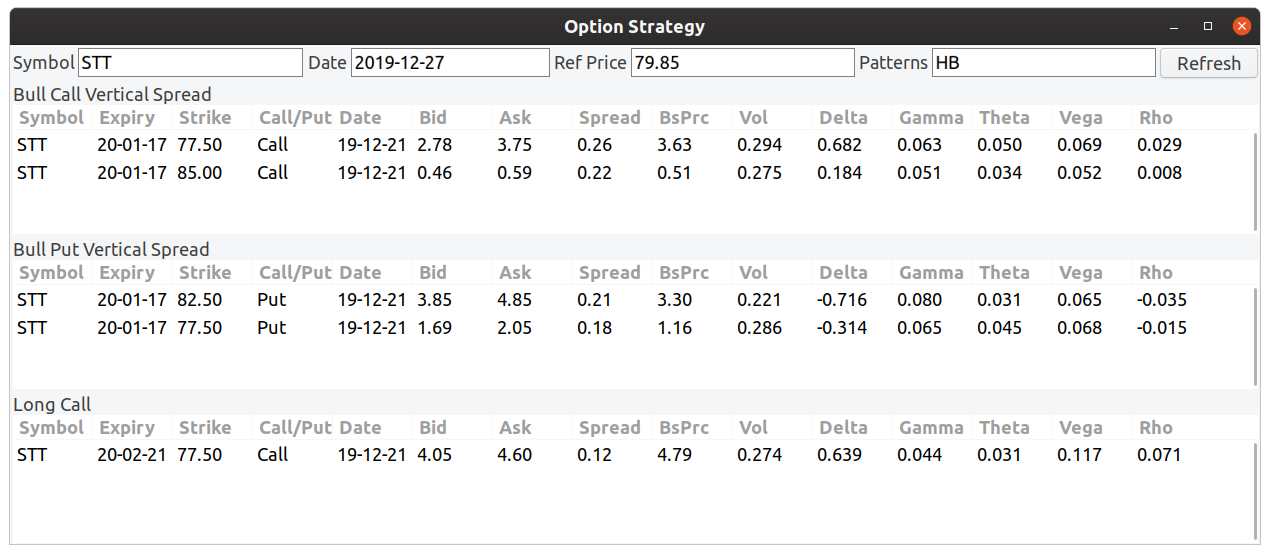 Option Strategy
Symbol STT Date 2019-12-27 Ref Price 79.85 Patterns HB Refresh
Bull Call Vertical Spread
Symbol Expiry Strike Call/Put Date Bid Ask Spread BsPrc Vol Delta Gamma Theta Vega Rho
STT 20-01-17 77.50 Call 19-12-21 2.78 3.75 0.26 3.63 0.294 0.682 0.063 0.050 0.069 0.029
STT 20-01-17 85.00 Call 19-12-21 0.46 0.59 0.22 0.51 0.275 0.184 0.051 0.034 0.052 0.008
Bull Put Vertical Spread
Symbol Expiry Strike Call/Put Date Bid Ask Spread BsPrc Vol Delta Gamma Theta Vega Rho
STT 20-01-17 82.50 Put 19-12-21 3.85 4.85 0.21 3.30 0.221 -0.716 0.080 0.031 0.065 -0.035
STT 20-01-17 77.50 Put 19-12-21 1.69 2.05 0.18 1.16 0.286 -0.314 0.065 0.045 0.068 -0.015
Long Call
Symbol Expiry Strike Call/Put Date Bid Ask Spread BsPrc Vol Delta Gamma Theta Vega Rho
STT 20-02-21 77.50 Call 19-12-21 4.05 4.60 0.12 4.79 0.274 0.639 0.044 0.031 0.117 0.071